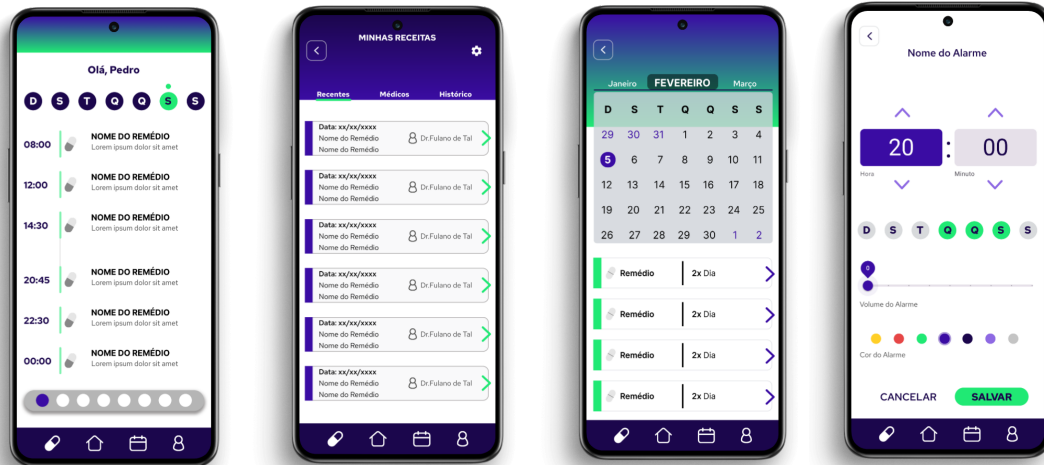 Olá, Pedro
D S T Q Q S S
08:00
NOME DO REMÉDIO
Lorem ipsum dolor sit amet
12:00
NOME DO REMÉDIO
Lorem ipsum dolor sit amet
14:30
NOME DO REMÉDIO
Lorem ipsum dolor sit amet
20:45
NOME DO REMÉDIO
Lorem ipsum dolor sit amet
22:30
NOME DO REMÉDIO
Lorem ipsum dolor sit amet
00:00
NOME DO REMÉDIO
Lorem ipsum dolor sit amet
MINHAS RECEITAS
Recentes Médicos Histórico
Data: xx/xx/xxxx
Nome do Remédio Dr.Fulano de Tal
Nome do Remédio
Data: xx/xx/xxxx
Nome do Remédio Dr.Fulano de Tal
Nome do Remédio
Data: xx/xx/xxxx
Nome do Remédio Dr.Fulano de Tal
Nome do Remédio
Data: xx/xx/xxxx
Nome do Remédio Dr.Fulano de Tal
Nome do Remédio
Data: xx/xx/xxxx
Nome do Remédio Dr.Fulano de Tal
Nome do Remédio
Data: xx/xx/xxxx
Nome do Remédio Dr.Fulano de Tal
Nome do Remédio
Janeiro FEVEREIRO Março
D S T Q Q S S
29 30 31 1 2 3 4
5 6 7 8 9 10 11
12 13 14 15 16 17 18
19 20 21 22 23 24 25
26 27 28 29 30 1 2
Remédio 2x Dia
Remédio 2x Dia
Remédio 2x Dia
Remédio 2x Dia
Nome do Alarme
20 : 00
Hora Minuto
D S T Q Q S S
0
Volume do Alarme
Cor do Alarme
CANCELAR SALVAR